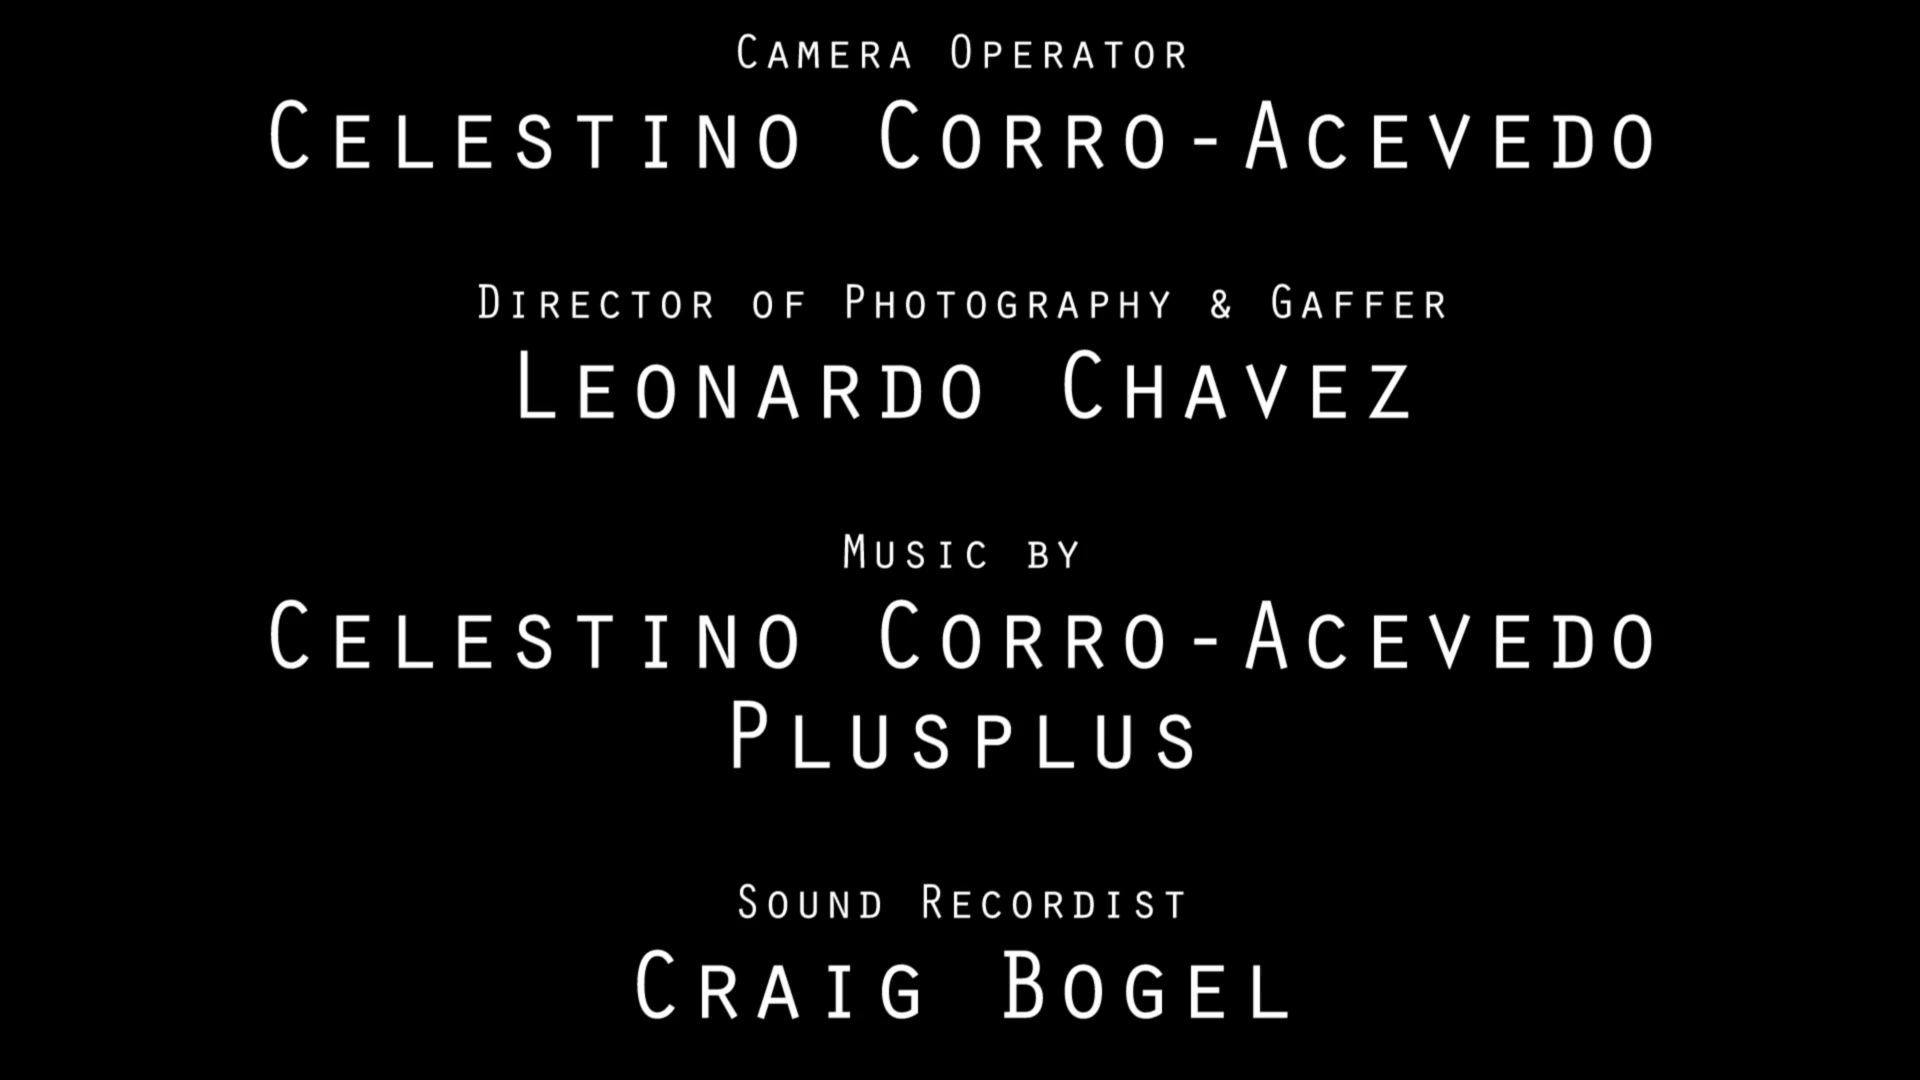 Camera Operator
Celestino Corro-Acevedo
Director of Photography & Gaffer
Leonardo Chavez
Music by
Celestino Corro-Acevedo
Plusplus
Sound Recordist
Craig Bogel